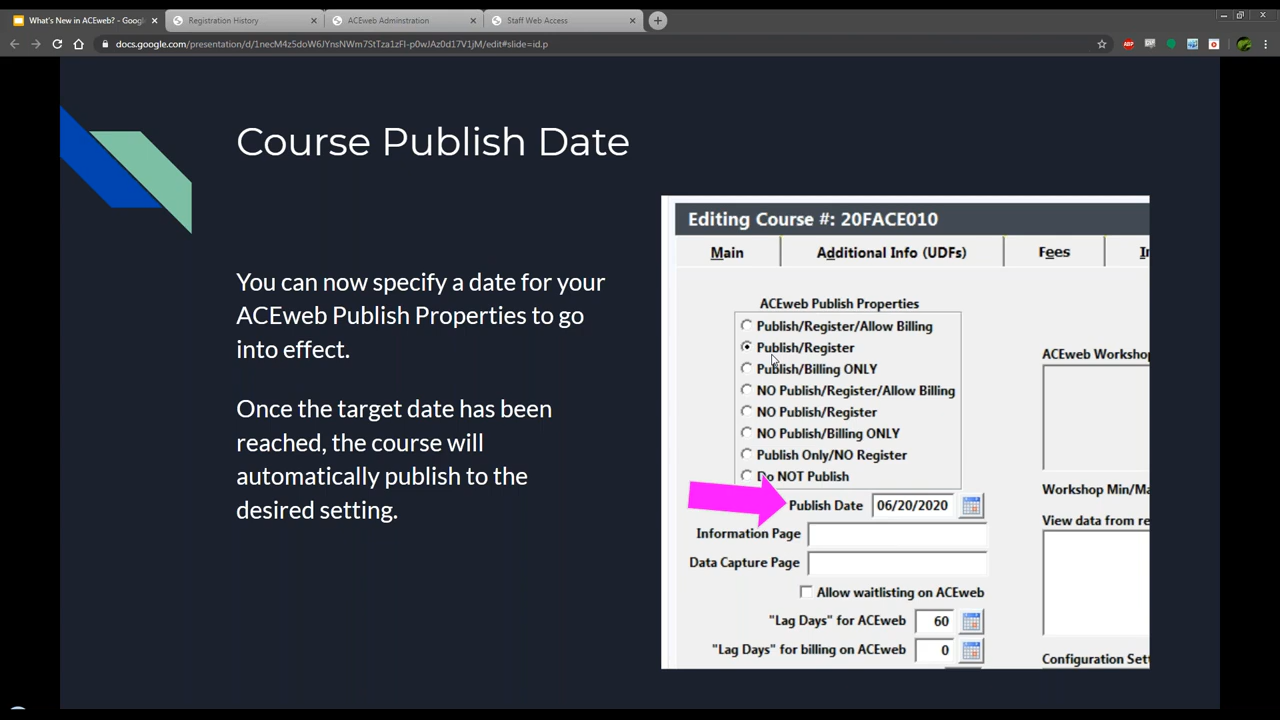 What's New in ACEweb? - Goog
Registration History
ACEweb Adminstration
Staff Web Access
docs.google.com/presentation/d/1necM4z5doW6JYnsNWm7StTza1zFI-p0wJAz0d17V1jM/edit#slide=id.p
Course Publish Date
You can now specify a date for your
ACEweb Publish Properties to go
into effect.
Once the target date has been
reached, the course will
automatically publish to the
desired setting.
Editing Course #: 20FACE010
Main
Additional Info (UDFs)
Fees
ACEweb Publish Properties
Publish/Register/Allow Billing
Publish/Register
Publish/Billing ONLY
NO Publish/Register/Allow Billing
NO Publish/Register
NO Publish/Billing ONLY
Publish Only/NO Register
Do NOT Publish
Publish Date 06/20/2020
Information Page
Data Capture Page
Allow waitlisting on ACEweb
"Lag Days" for ACEweb 60
"Lag Days" for billing on ACEweb 0
ACEweb Workshop
Workshop Min/Ma
View data from re
Configuration Sett